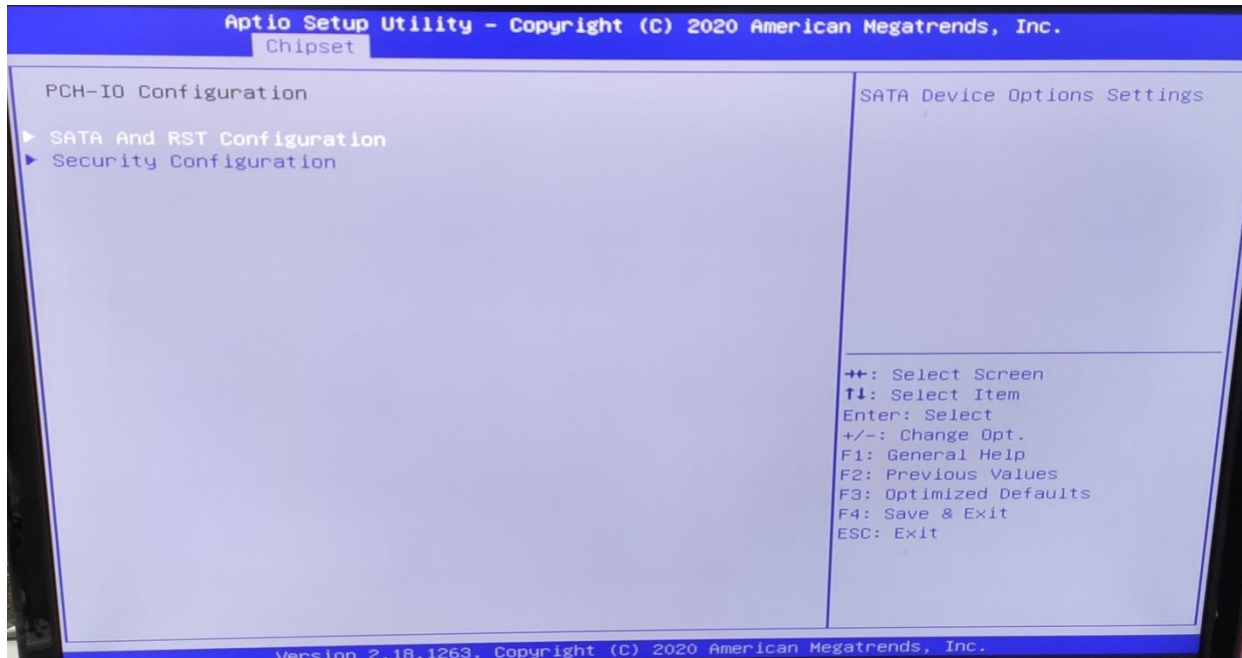 Aptio Setup Utility – Copyright (C) 2020 American Megatrends, Inc.
Chipset
PCH-IO Configuration
► SATA And RST Configuration
► Security Configuration
SATA Device Options Settings
→←: Select Screen
↑↓: Select Item
Enter: Select
+/-: Change Opt.
F1: General Help
F2: Previous Values
F3: Optimized Defaults
F4: Save & Exit
ESC: Exit
Version 2.18.1263. Copyright (C) 2020 American Megatrends, Inc.